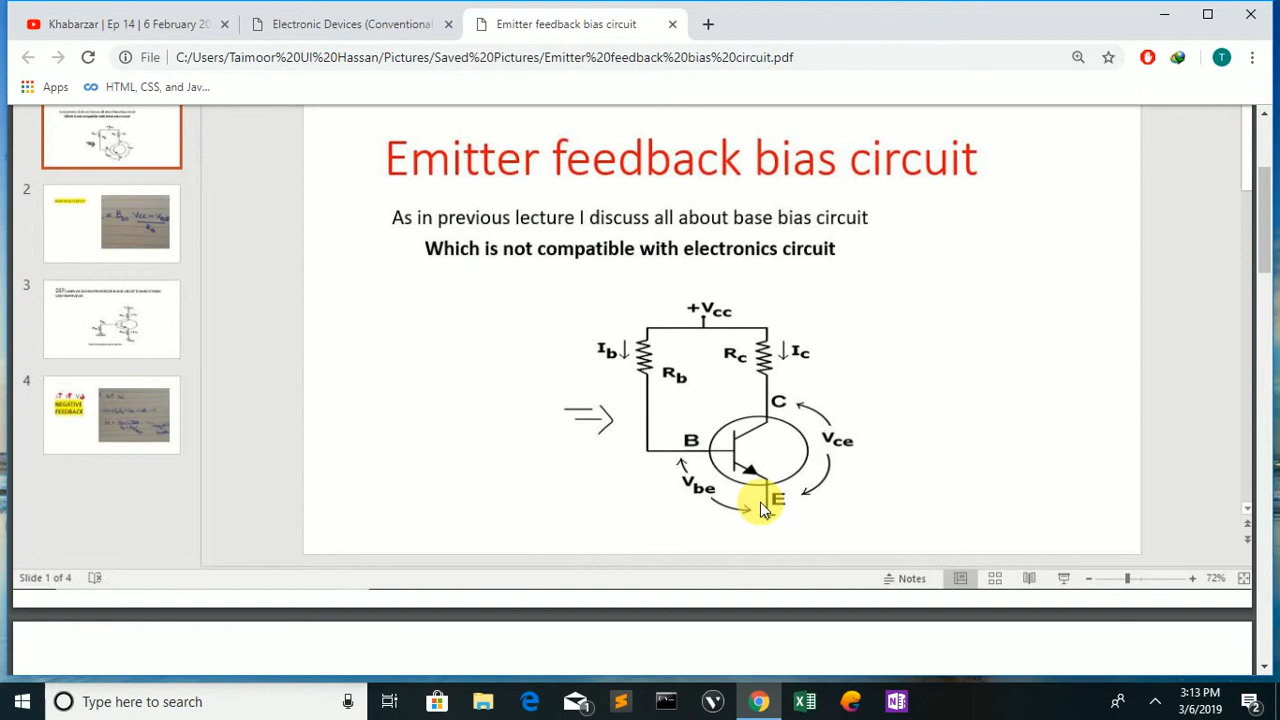 Khabarzar | Ep 14 | 6 February 20
Electronic Devices (Conventional
Emitter feedback bias circuit
File
C:/Users/Taimoor%20Ul%20Hassan/Pictures/Saved%20Pictures/Emitter%20feedback%20bias%20circuit.pdf
T
Apps
HTML, CSS, and Jav...
Emitter feedback bias circuit
As in previous lecture I discuss all about base bias circuit
Which is not compatible with electronics circuit
+Vcc
Ib
Rb
Rc
Ic
C
B
Vce
Vbe
E
2
3
4
NEGATIVE
FEEDBACK
Slide 1 of 4
Notes
72%
Type here to search
1
3:13 PM
3/6/2019
2